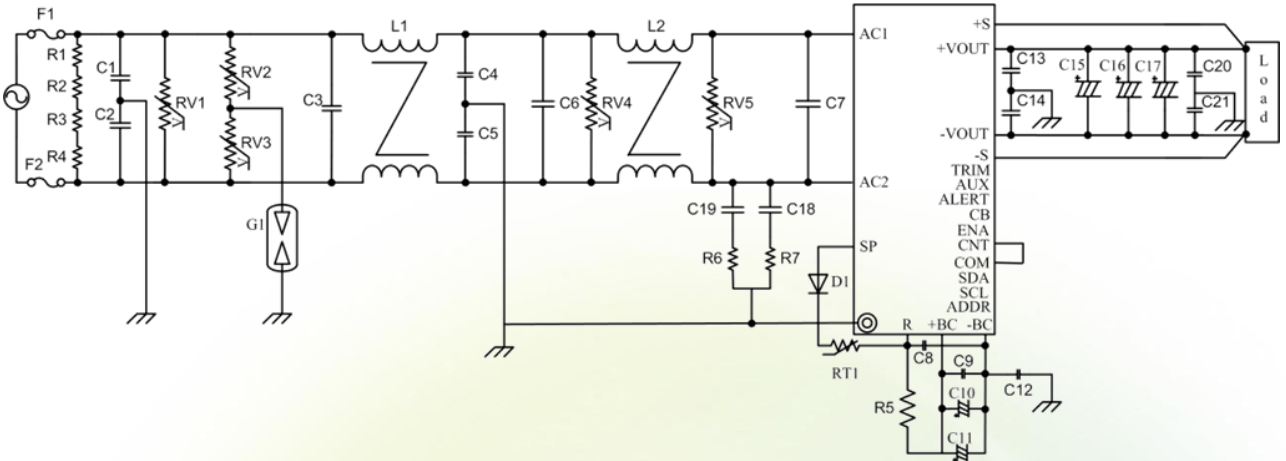 F1
R1
R2
R3
R4
F2
C1
C2
RV1
RV2
RV3
G1
C3
L1
C4
C5
C6
RV4
L2
RV5
C7
C19
C18
R6
R7
AC1
AC2
SP
D1
RT1
R
+BC
-BC
C8
C9
C10
C11
C12
R5
+S
+VOUT
-VOUT
-S
TRIM
AUX
ALERT
CB
ENA
CNT
COM
SDA
SCL
ADDR
C13
C14
C15
C16
C17
C20
C21
Load